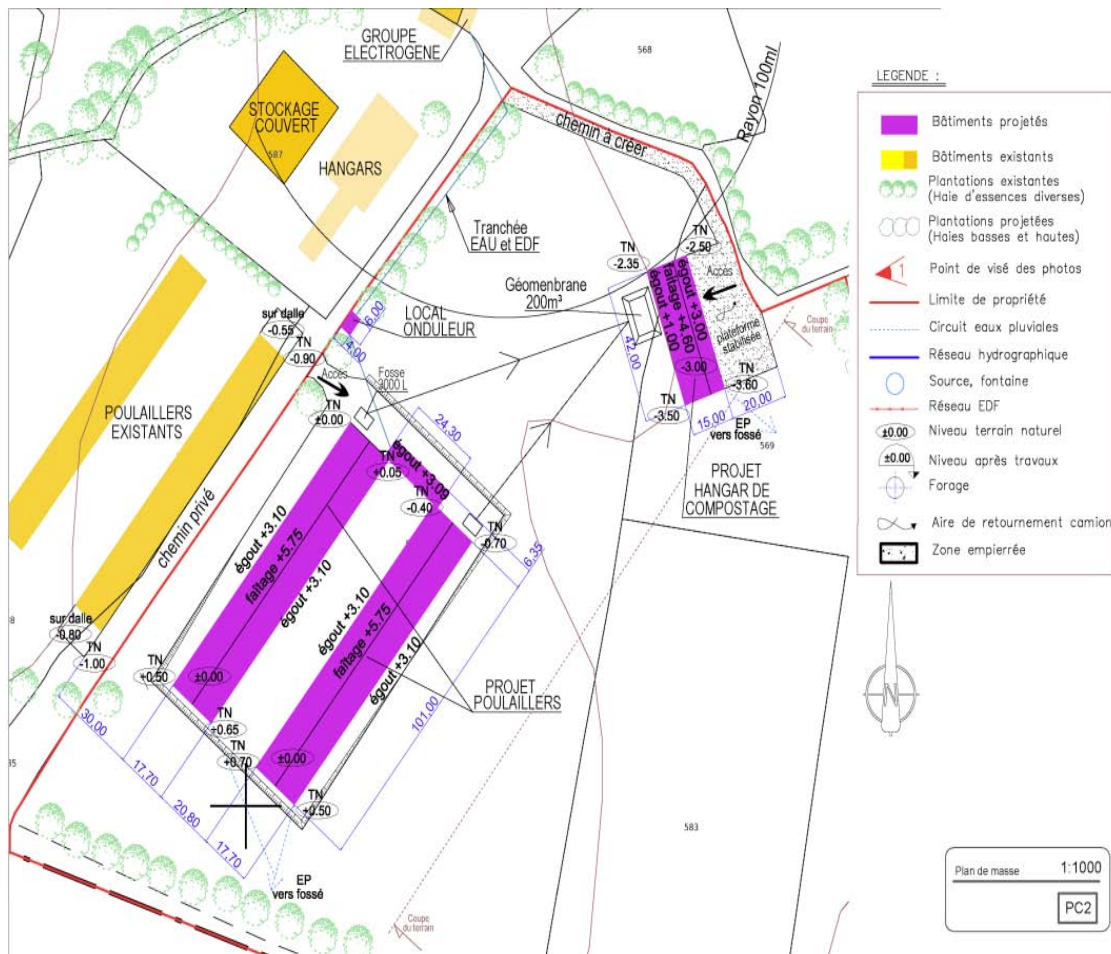 GROUPE
ELECTROGENE
568
Rayon 100ml
STOCKAGE
COUVERT
587
HANGARS
chemin à créer
Tranchée
EAU et EDF
TN
-2.35
TN
-2.50
Géomembrane
200m³
Accès
égout +3.00
faîtage +4.60
égout +1.00
plateforme
stabilisée
-3.00
Coupe
du terrain
42,00
TN
-3.60
TN
-3.50
15,00
20,00
EP
vers fossé
569
PROJET
HANGAR DE
COMPOSTAGE
sur dalle
-0.55
TN
-0.90
LOCAL
ONDULEUR
6,00
4,00
Accès
Fosse
3000 L
TN
±0.00
POULAILLERS
EXISTANTS
24,30
égout +3.09
TN
+0.05
TN
-0.40
TN
-0.70
6,35
chemin privé
égout +3.10
faîtage +5.75
égout +3.10
égout +3.10
faîtage +5.75
égout +3.10
sur dalle
-0.80
TN
-1.00
TN
+0.50
±0.00
PROJET
POULAILLERS
TN
+0.65
TN
+0.70
±0.00
TN
+0.50
101,00
30,00
17,70
20,80
17,70
EP
vers fossé
Coupe
du terrain
583
LEGENDE :
Bâtiments projetés
Bâtiments existants
Plantations existantes
(Haie d'essences diverses)
Plantations projetées
(Haies basses et hautes)
1
Point de visé des photos
Limite de propriété
Circuit eaux pluviales
Réseau hydrographique
Source, fontaine
Réseau EDF
±0.00
Niveau terrain naturel
±0.00
Niveau après travaux
Forage
Aire de retournement camion
Zone empierrée
N
Plan de masse
1:1000
PC2